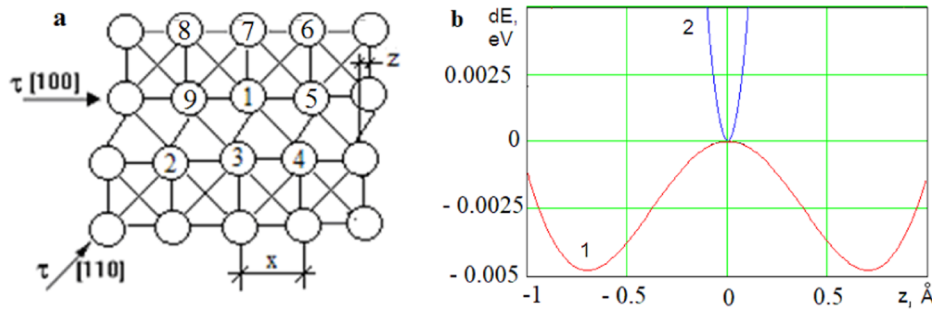 a
8 7 6
z
τ [100]
9 1 5
2 3 4
x
τ [110]
b
dE,
eV
2
0.0025
0
- 0.0025
1
- 0.005
-1 - 0.5 0 0.5 z, Å